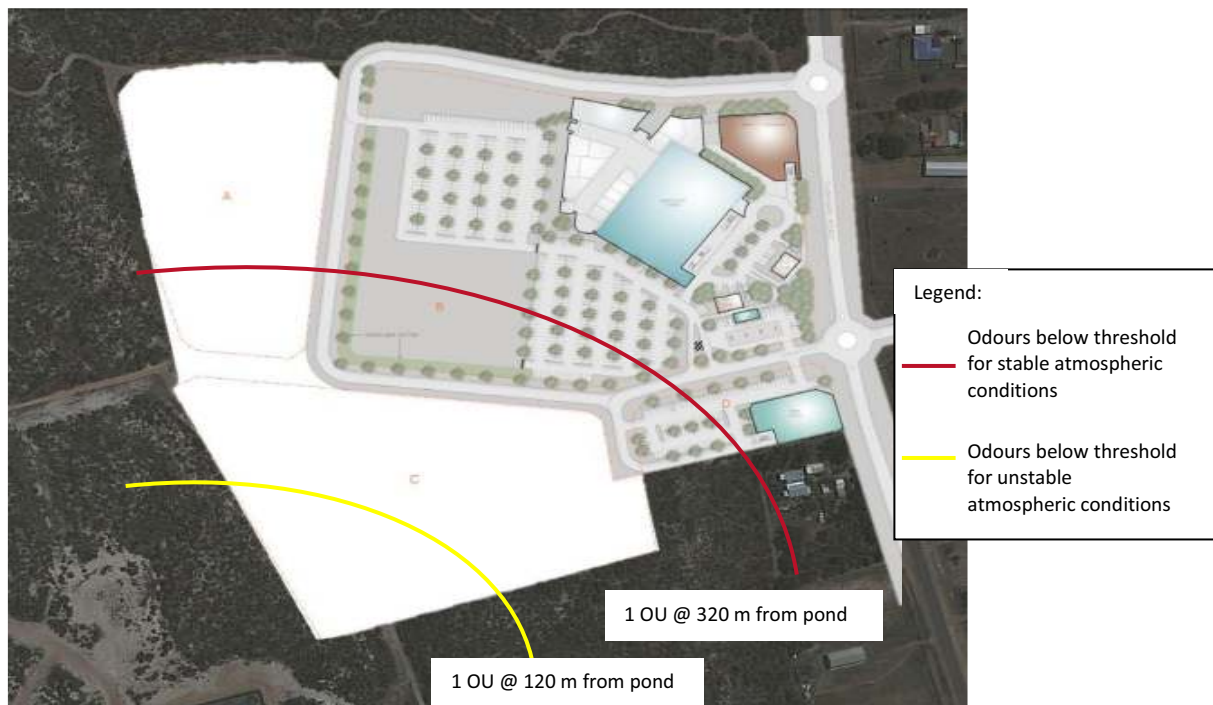 A
B
C
D
Legend:
Odours below threshold
for stable atmospheric
conditions
Odours below threshold
for unstable
atmospheric conditions
1 OU @ 320 m from pond
1 OU @ 120 m from pond